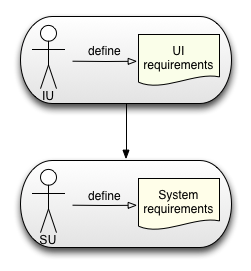 define
UI
requirements
IU
define
System
requirements
SU